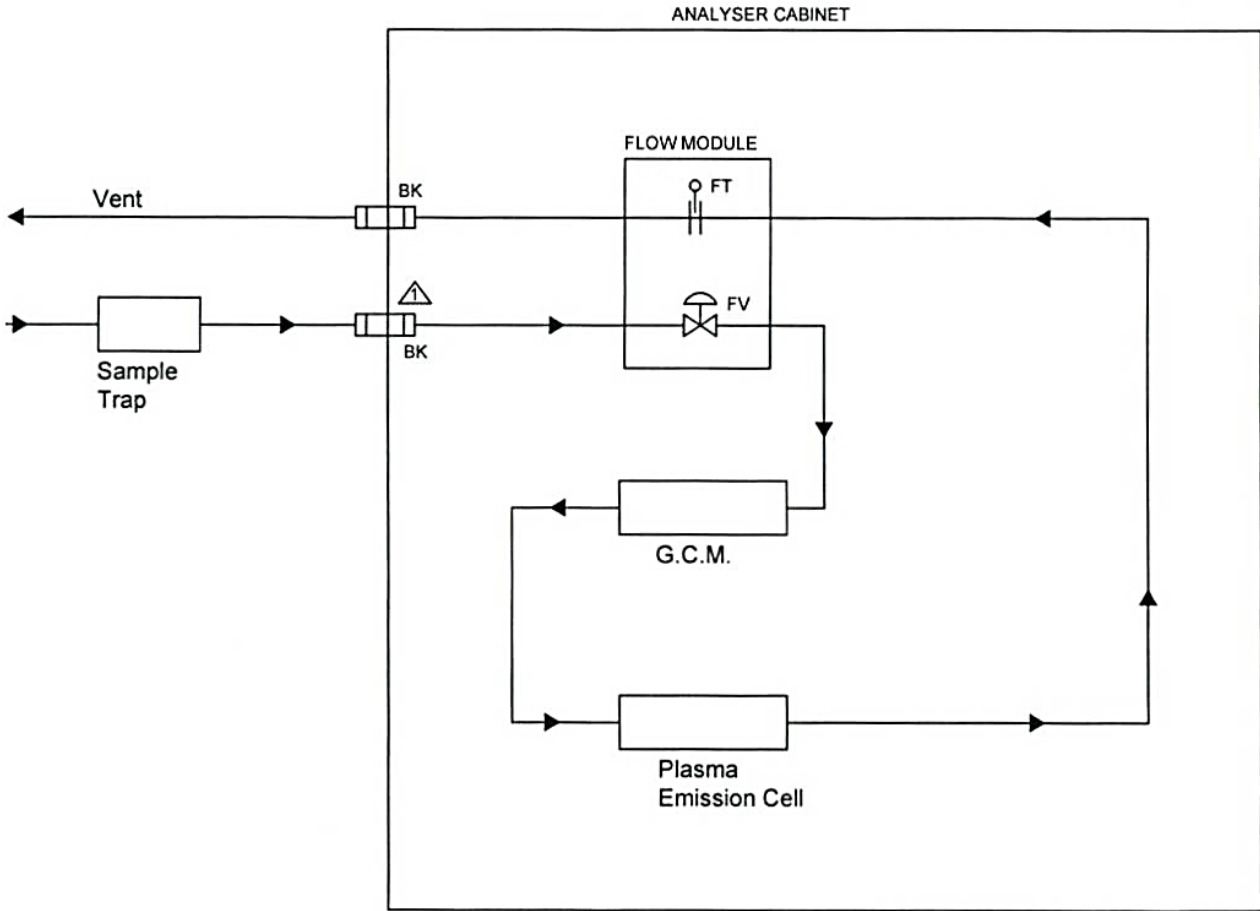 ANALYSER CABINET
FLOW MODULE
FT
Vent
BK
1
FV
BK
Sample
Trap
G.C.M.
Plasma
Emission Cell